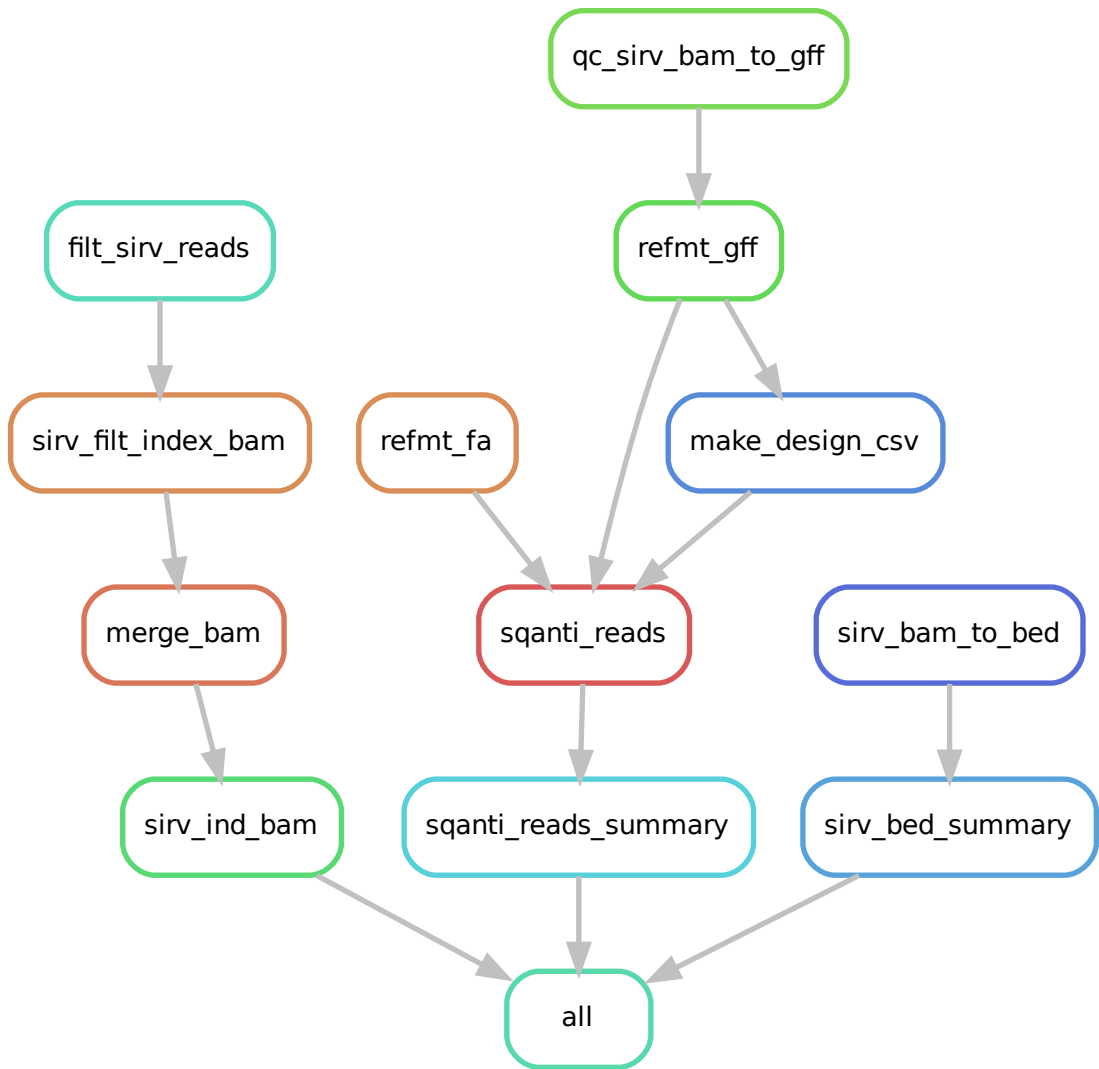 qc_sirv_bam_to_gff
filt_sirv_reads
refmt_gff
sirv_filt_index_bam
refmt_fa
make_design_csv
merge_bam
sqanti_reads
sirv_bam_to_bed
sirv_ind_bam
sqanti_reads_summary
sirv_bed_summary
all